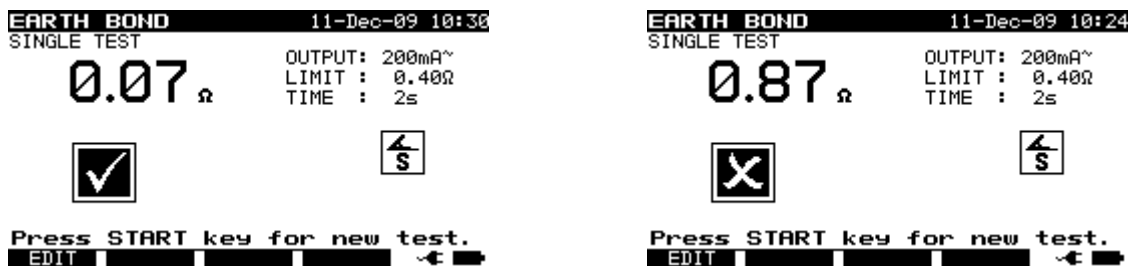 EARTH BOND 11-Dec-09 10:30
SINGLE TEST
0.07 Ω
OUTPUT: 200mA~
LIMIT : 0.40Ω
TIME : 2s
S
Press START key for new test.
EDIT
EARTH BOND 11-Dec-09 10:24
SINGLE TEST
0.87 Ω
OUTPUT: 200mA~
LIMIT : 0.40Ω
TIME : 2s
S
Press START key for new test.
EDIT